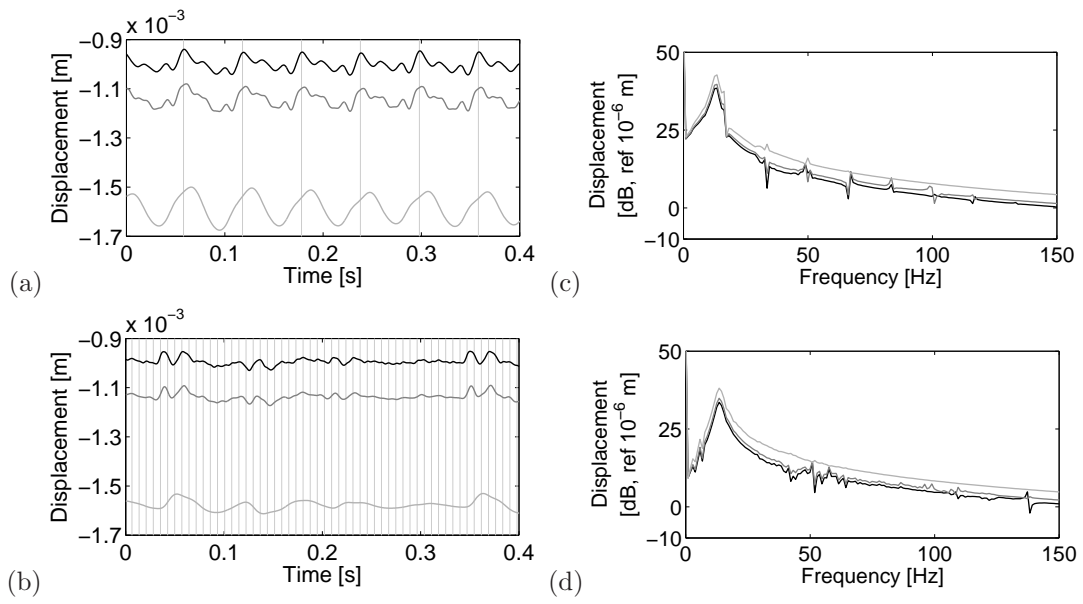 x 10⁻³
−0.9
−1.1
−1.3
−1.5
−1.7
Displacement [m]
0 0.1 0.2 0.3 0.4
Time [s]
(a)
50
25
0
−10
Displacement
[dB, ref 10⁻⁶ m]
0 50 100 150
Frequency [Hz]
(c)
x 10⁻³
−0.9
−1.1
−1.3
−1.5
−1.7
Displacement [m]
0 0.1 0.2 0.3 0.4
Time [s]
(b)
50
25
0
−10
Displacement
[dB, ref 10⁻⁶ m]
0 50 100 150
Frequency [Hz]
(d)